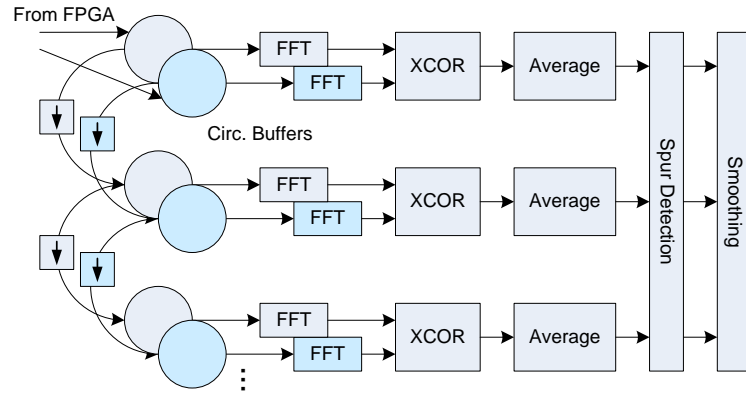 From FPGA
FFT
FFT
XCOR
Average
Circ. Buffers
FFT
FFT
XCOR
Average
FFT
FFT
XCOR
Average
Spur Detection
Smoothing